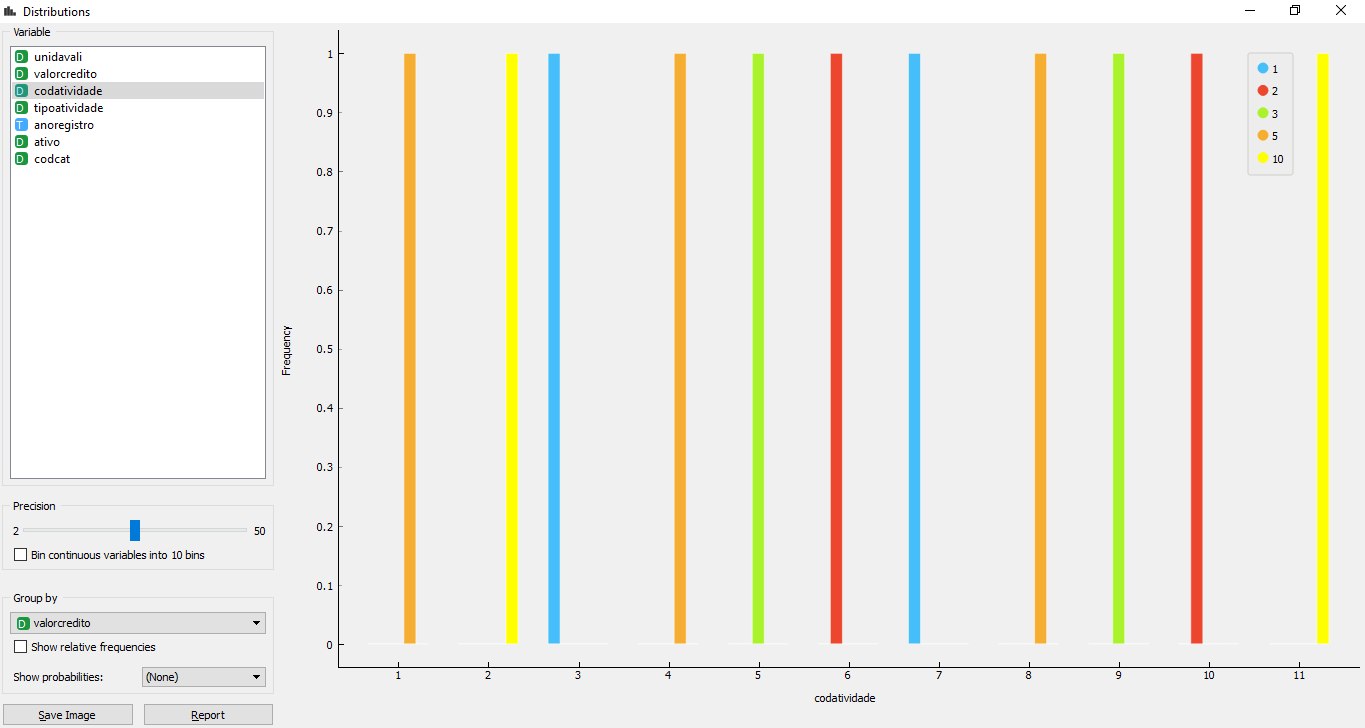 Distributions
Variable
D unidavali
D valorcredito
D codatividade
D tipoatividade
T anoregistro
D ativo
D codcat
Precision
2 50
Bin continuous variables into 10 bins
Group by
D valorcredito
Show relative frequencies
Show probabilities: (None)
Save Image Report
Frequency
1
0.9
0.8
0.7
0.6
0.5
0.4
0.3
0.2
0.1
0
1 2 3 4 5 6 7 8 9 10 11
codatividade
1
2
3
5
10